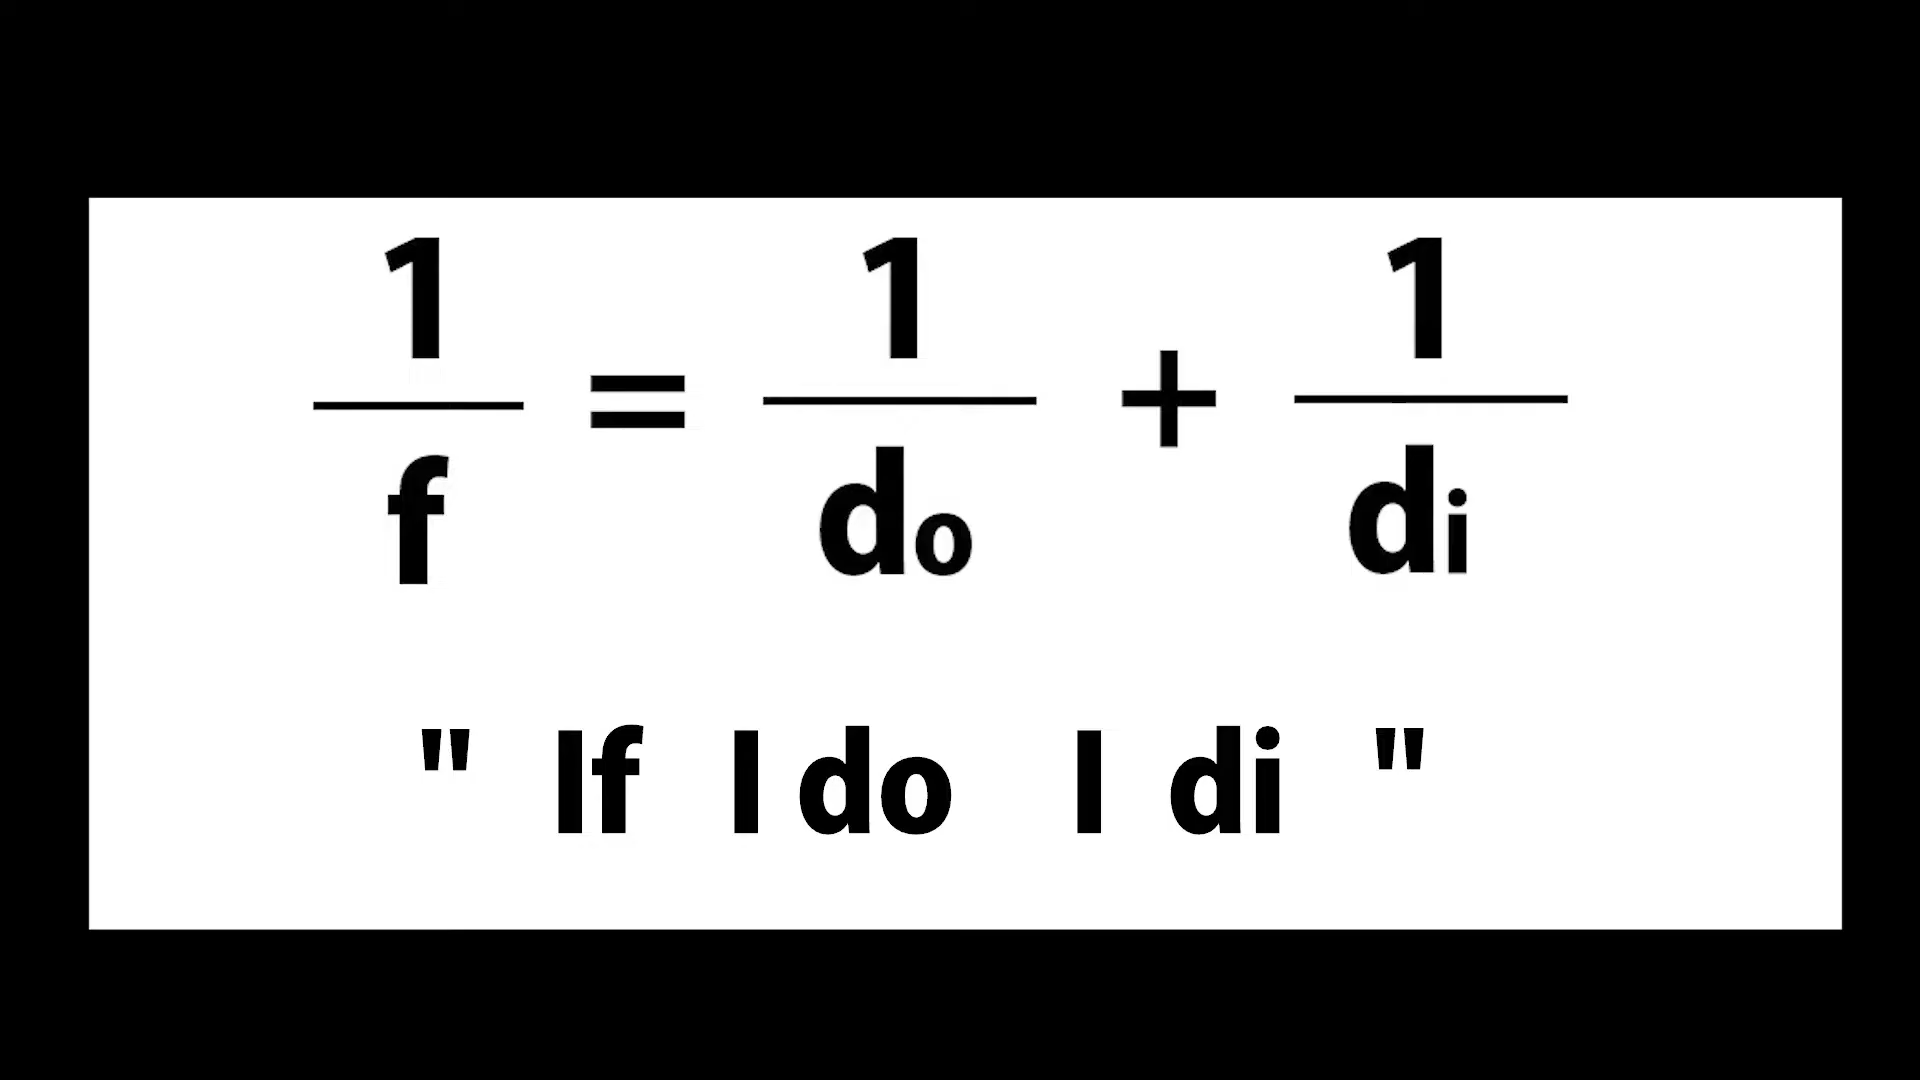 1/f = 1/do + 1/di
" If I do I di "